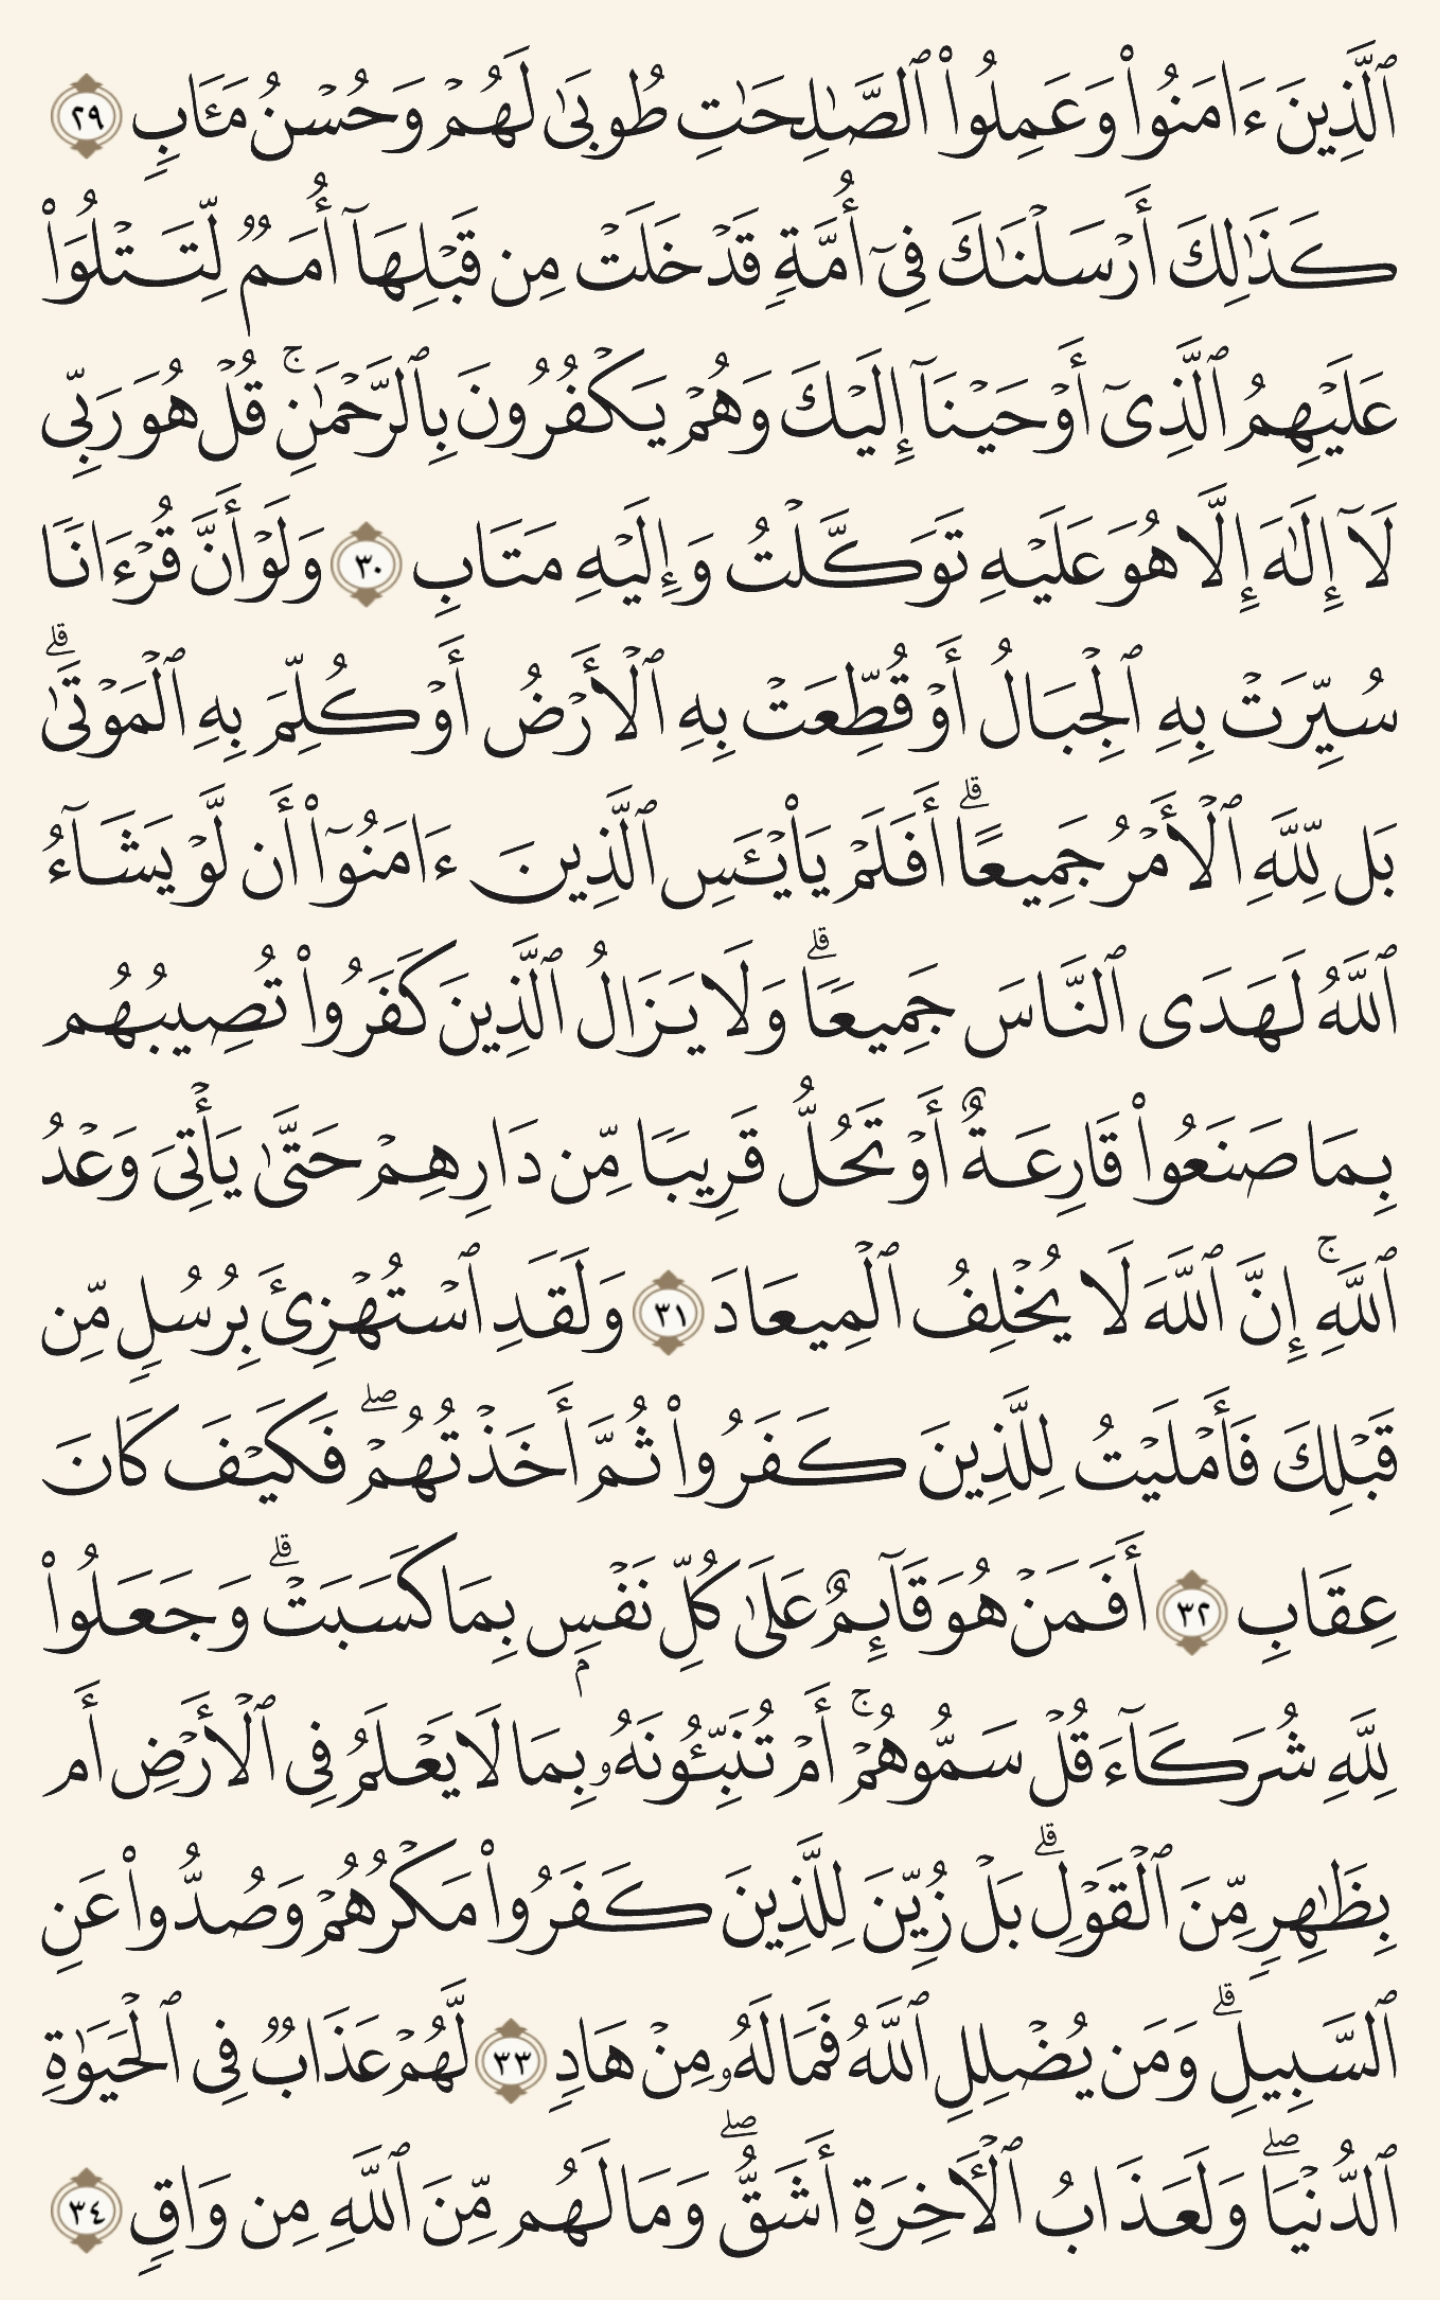 ٱلَّذِينَ ءَامَنُوا۟ وَعَمِلُوا۟ ٱلصَّـٰلِحَـٰتِ طُوبَىٰ لَهُمْ وَحُسْنُ مَـَٔابٍ ٢٩
كَذَٰلِكَ أَرْسَلْنَـٰكَ فِىٓ أُمَّةٍ قَدْ خَلَتْ مِن قَبْلِهَآ أُمَمٌ لِّتَتْلُوَا۟
عَلَيْهِمُ ٱلَّذِىٓ أَوْحَيْنَآ إِلَيْكَ وَهُمْ يَكْفُرُونَ بِٱلرَّحْمَـٰنِ ۚ قُلْ هُوَ رَبِّى
لَآ إِلَـٰهَ إِلَّا هُوَ عَلَيْهِ تَوَكَّلْتُ وَإِلَيْهِ مَتَابِ ٣٠ وَلَوْ أَنَّ قُرْءَانًا
سُيِّرَتْ بِهِ ٱلْجِبَالُ أَوْ قُطِّعَتْ بِهِ ٱلْأَرْضُ أَوْ كُلِّمَ بِهِ ٱلْمَوْتَىٰ ۗ
بَل لِّلَّهِ ٱلْأَمْرُ جَمِيعًا ۗ أَفَلَمْ يَا۟يْـَٔسِ ٱلَّذِينَ ءَامَنُوٓا۟ أَن لَّوْ يَشَآءُ
ٱللَّهُ لَهَدَى ٱلنَّاسَ جَمِيعًا ۗ وَلَا يَزَالُ ٱلَّذِينَ كَفَرُوا۟ تُصِيبُهُم
بِمَا صَنَعُوا۟ قَارِعَةٌ أَوْ تَحُلُّ قَرِيبًا مِّن دَارِهِمْ حَتَّىٰ يَأْتِىَ وَعْدُ
ٱللَّهِ ۚ إِنَّ ٱللَّهَ لَا يُخْلِفُ ٱلْمِيعَادَ ٣١ وَلَقَدِ ٱسْتُهْزِئَ بِرُسُلٍ مِّن
قَبْلِكَ فَأَمْلَيْتُ لِلَّذِينَ كَفَرُوا۟ ثُمَّ أَخَذْتُهُمْ ۖ فَكَيْفَ كَانَ
عِقَابِ ٣٢ أَفَمَنْ هُوَ قَآئِمٌ عَلَىٰ كُلِّ نَفْسٍۭ بِمَا كَسَبَتْ ۗ وَجَعَلُوا۟
لِلَّهِ شُرَكَآءَ قُلْ سَمُّوهُمْ ۚ أَمْ تُنَبِّـُٔونَهُۥ بِمَا لَا يَعْلَمُ فِى ٱلْأَرْضِ أَم
بِظَـٰهِرٍ مِّنَ ٱلْقَوْلِ ۗ بَلْ زُيِّنَ لِلَّذِينَ كَفَرُوا۟ مَكْرُهُمْ وَصُدُّوا۟ عَنِ
ٱلسَّبِيلِ ۗ وَمَن يُضْلِلِ ٱللَّهُ فَمَا لَهُۥ مِنْ هَادٍ ٣٣ لَّهُمْ عَذَابٌ فِى ٱلْحَيَوٰةِ
ٱلدُّنْيَا ۖ وَلَعَذَابُ ٱلْـَٔاخِرَةِ أَشَقُّ ۖ وَمَا لَهُم مِّنَ ٱللَّهِ مِن وَاقٍ ٣٤